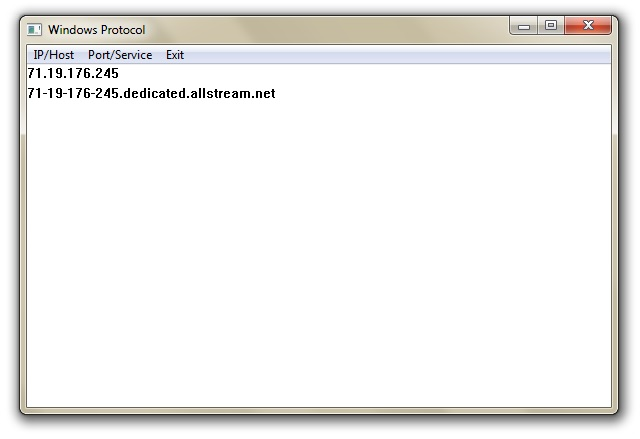 Windows Protocol
IP/Host Port/Service Exit
71.19.176.245
71-19-176-245.dedicated.allstream.net